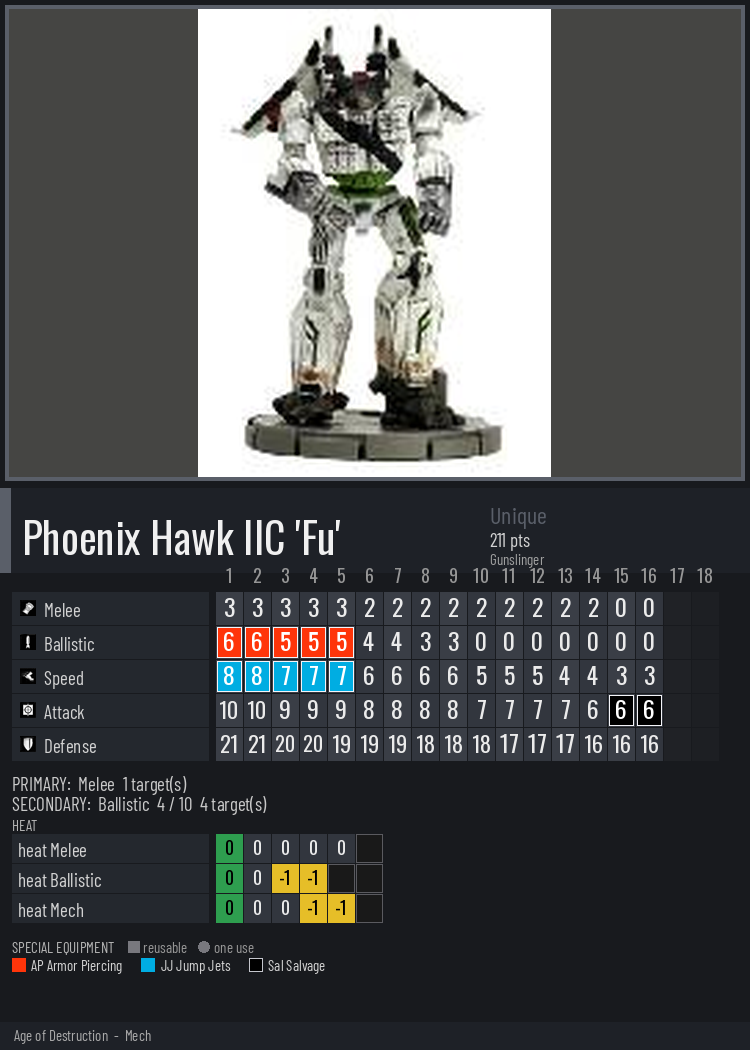 Phoenix Hawk IIC 'Fu'
Unique
211 pts
Gunslinger
1 2 3 4 5 6 7 8 9 10 11 12 13 14 15 16 17 18
Melee 3 3 3 3 3 2 2 2 2 2 2 2 2 2 0 0
Ballistic 6 6 5 5 5 4 4 3 3 0 0 0 0 0 0 0
Speed 8 8 7 7 7 6 6 6 6 5 5 5 4 4 3 3
Attack 10 10 9 9 9 8 8 8 8 7 7 7 7 6 6 6
Defense 21 21 20 20 19 19 19 18 18 18 17 17 17 16 16 16
PRIMARY: Melee 1 target(s)
SECONDARY: Ballistic 4 / 10 4 target(s)
HEAT
heat Melee 0 0 0 0 0
heat Ballistic 0 0 -1 -1
heat Mech 0 0 0 -1 -1
SPECIAL EQUIPMENT reusable one use
AP Armor Piercing JJ Jump Jets Sal Salvage
Age of Destruction - Mech